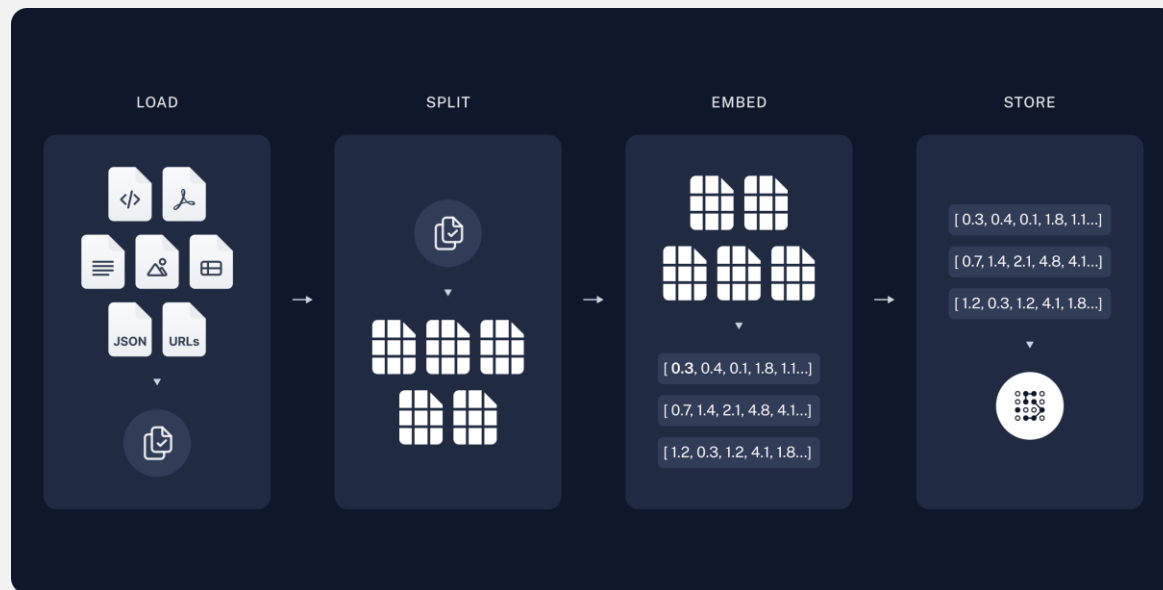 LOAD
SPLIT
EMBED
STORE
</>
JSON
URLs
[ 0.3, 0.4, 0.1, 1.8, 1.1...]
[ 0.7, 1.4, 2.1, 4.8, 4.1...]
[ 1.2, 0.3, 1.2, 4.1, 1.8...]
[ 0.3, 0.4, 0.1, 1.8, 1.1...]
[ 0.7, 1.4, 2.1, 4.8, 4.1...]
[ 1.2, 0.3, 1.2, 4.1, 1.8...]